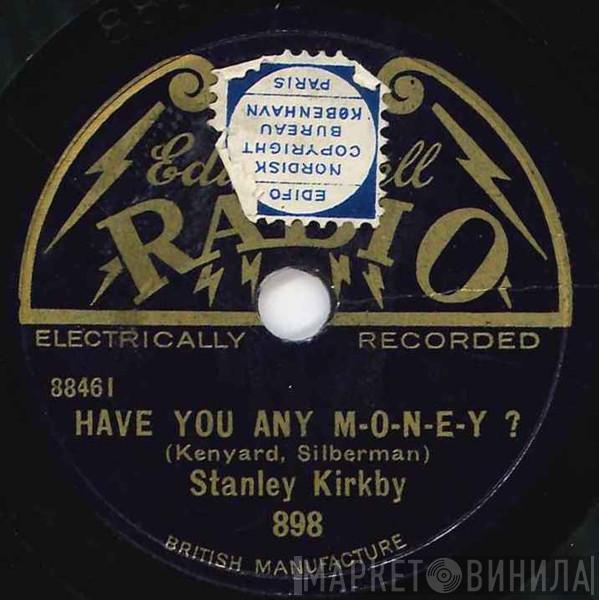 PARIS
KØBENHAVN
BUREAU
COPYRIGHT
NORDISK
EDIFO
RADIO
ELECTRICALLY RECORDED
88461
HAVE YOU ANY M-O-N-E-Y ?
(Kenyard, Silberman)
Stanley Kirkby
898
BRITISH MANUFACTURE
МАРКЕТ ВИНИЛА